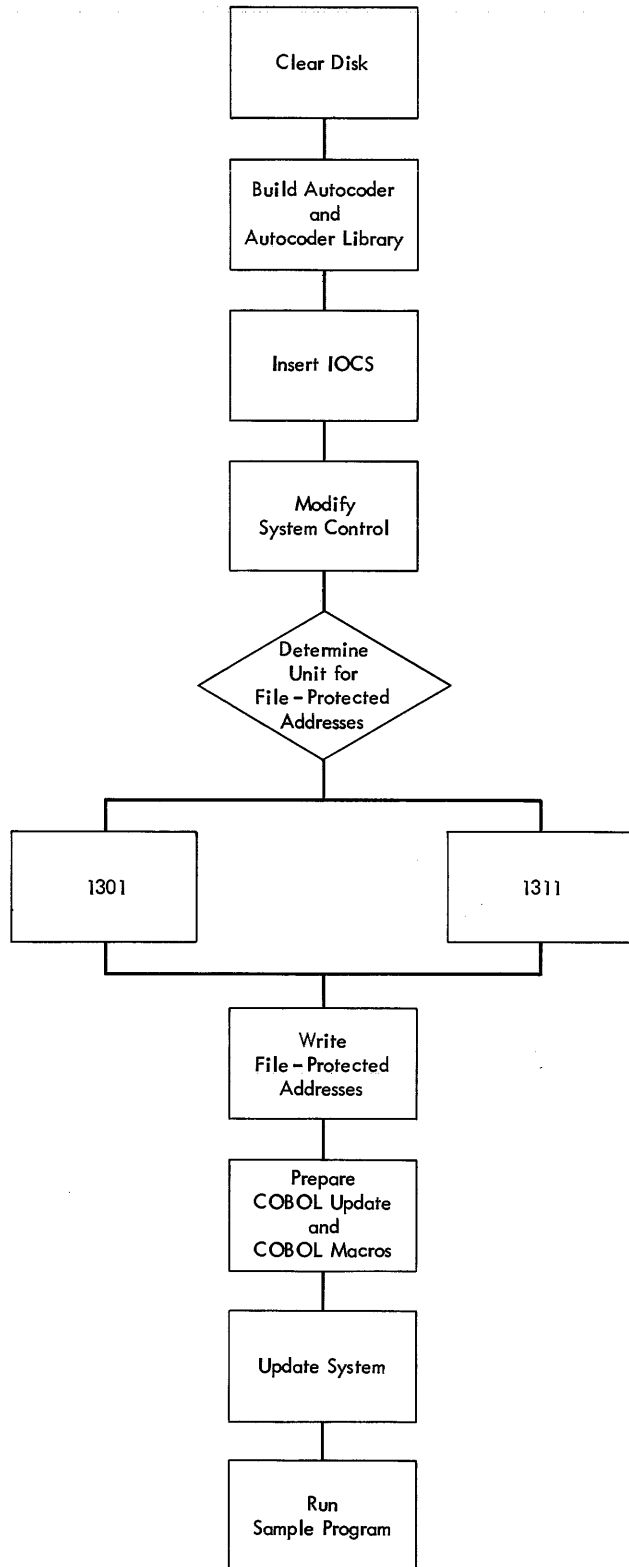 Clear Disk
Build Autocoder
and
Autocoder Library
Insert IOCS
Modify
System Control
Determine
Unit for
File-Protected
Addresses
1301
1311
Write
File-Protected
Addresses
Prepare
COBOL Update
and
COBOL Macros
Update System
Run
Sample Program